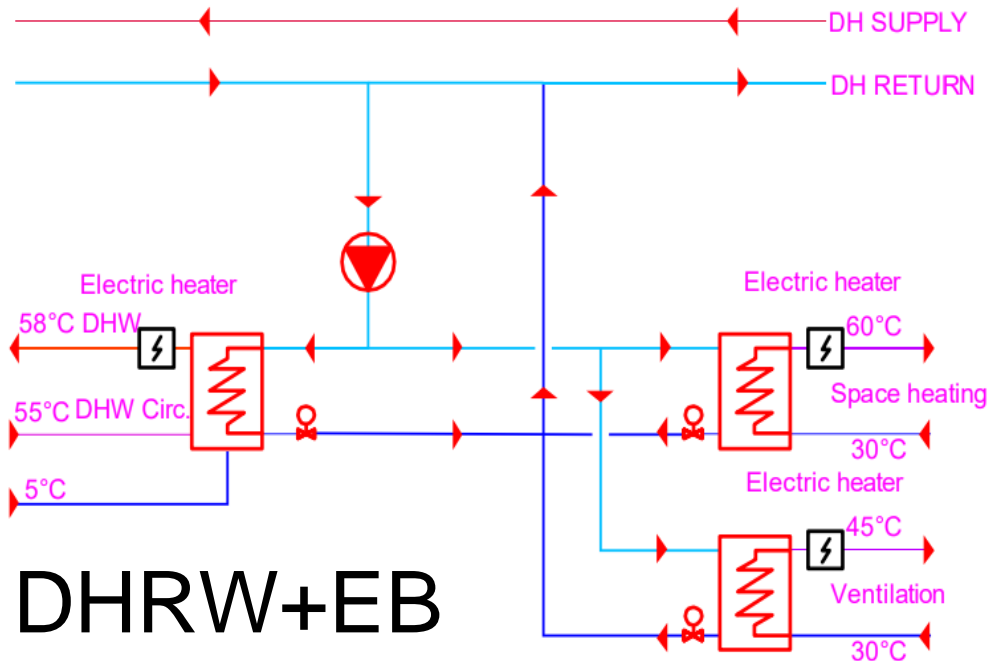 DH SUPPLY
DH RETURN
Electric heater
Electric heater
58°C DHW
60°C
Space heating
55°C DHW Circ.
30°C
Electric heater
5°C
45°C
DHRW+EB
Ventilation
30°C